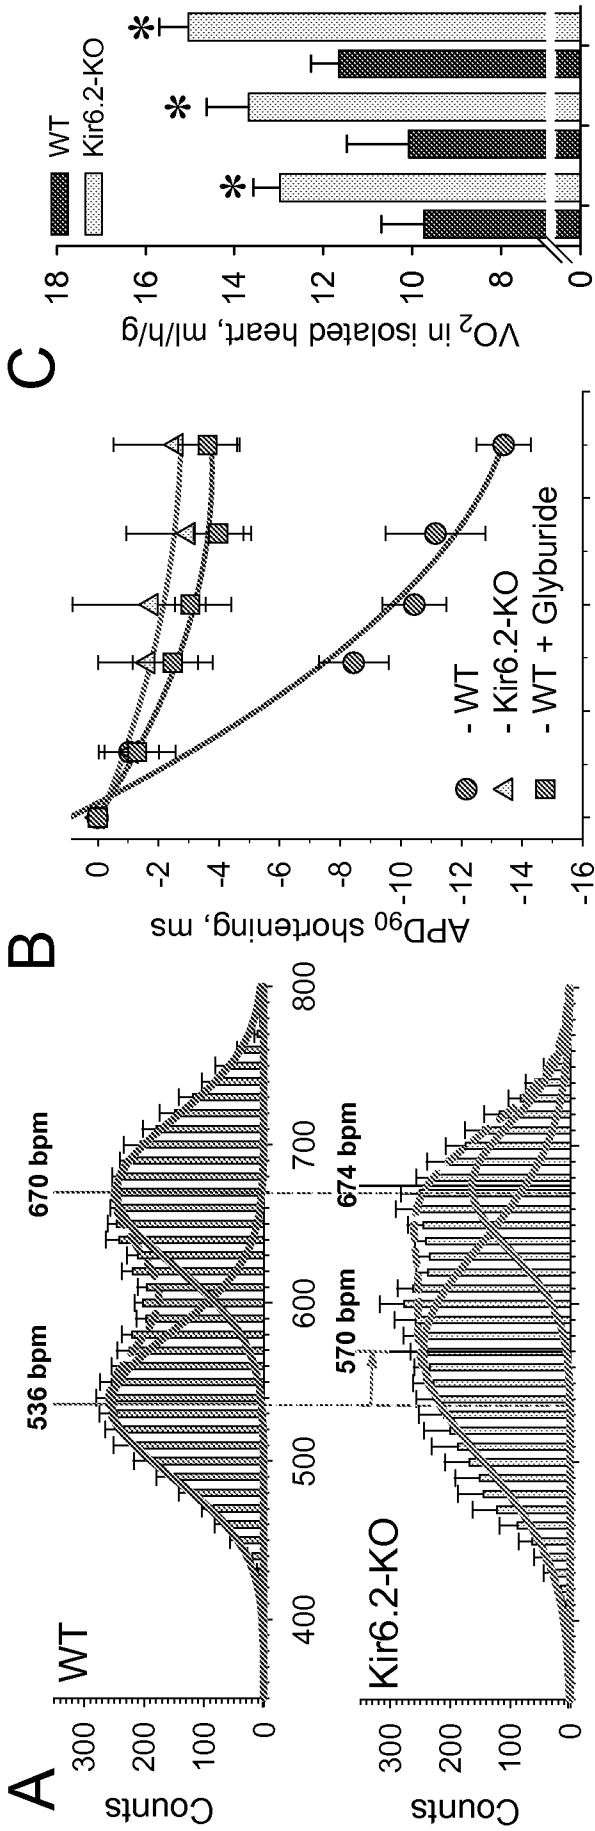 A
WT
536 bpm
670 bpm
Counts
300
200
100
0
400
500
600
700
800
Kir6.2-KO
570 bpm
674 bpm
Counts
300
200
100
0
B
APD90 shortening, ms
0
-2
-4
-6
-8
-10
-12
-14
-16
- WT
- Kir6.2-KO
- WT + Glyburide
C
WT
Kir6.2-KO
VO2 in isolated heart, ml/h/g
18
16
14
12
10
8
0
*
*
*